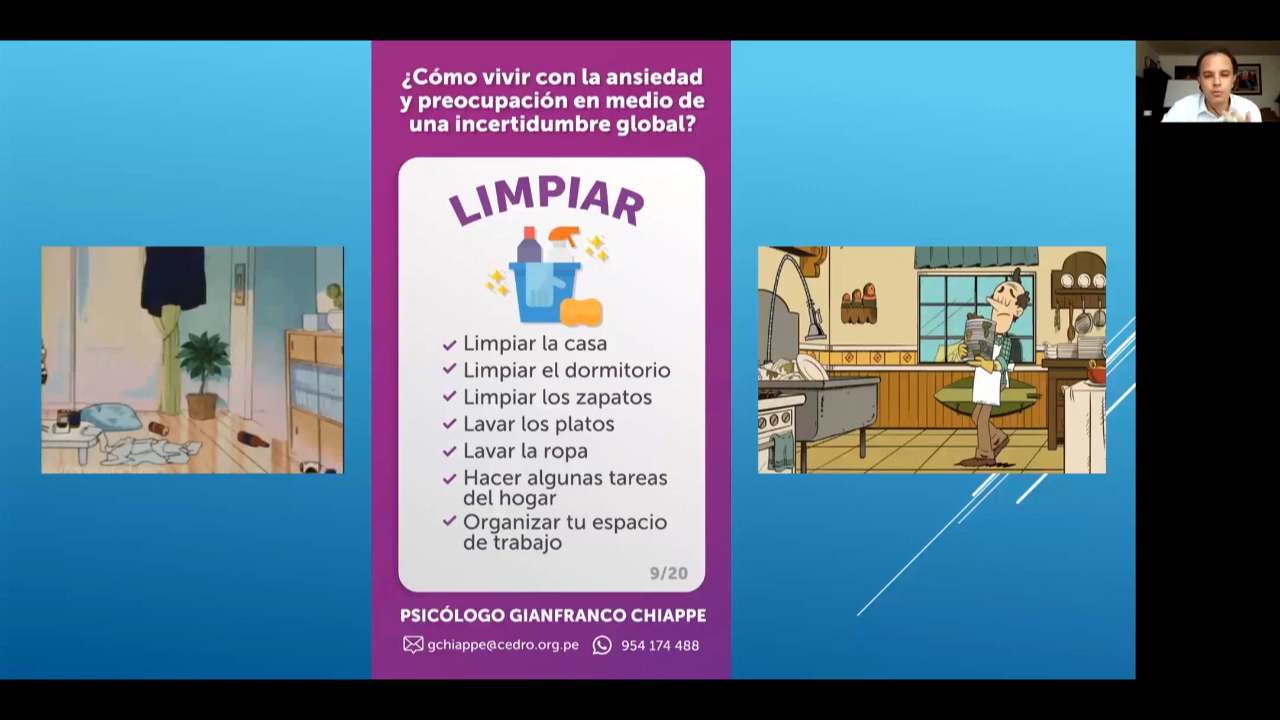 ¿Cómo vivir con la ansiedad
y preocupación en medio de
una incertidumbre global?
LIMPIAR
Limpiar la casa
Limpiar el dormitorio
Limpiar los zapatos
Lavar los platos
Lavar la ropa
Hacer algunas tareas
del hogar
Organizar tu espacio
de trabajo
9/20
PSICÓLOGO GIANFRANCO CHIAPPE
gchiappe@cedro.org.pe 954 174 488